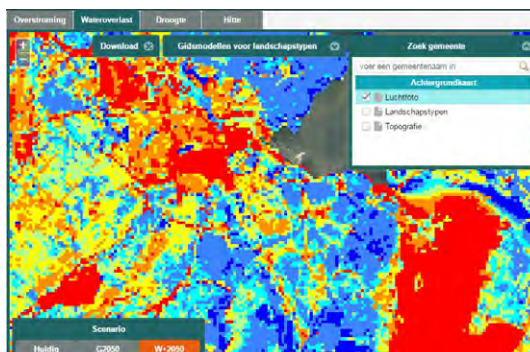 Overstroming Wateroverlast Droogte Hitte
+
Download
Gidsmodellen voor landschapstypen
Zoek gemeente
voer een gemeentenaam in
Achtergrondkaart
Luchtfoto
Landschapstypen
Topografie
−
Scenario
Huidig G2050 W+2050